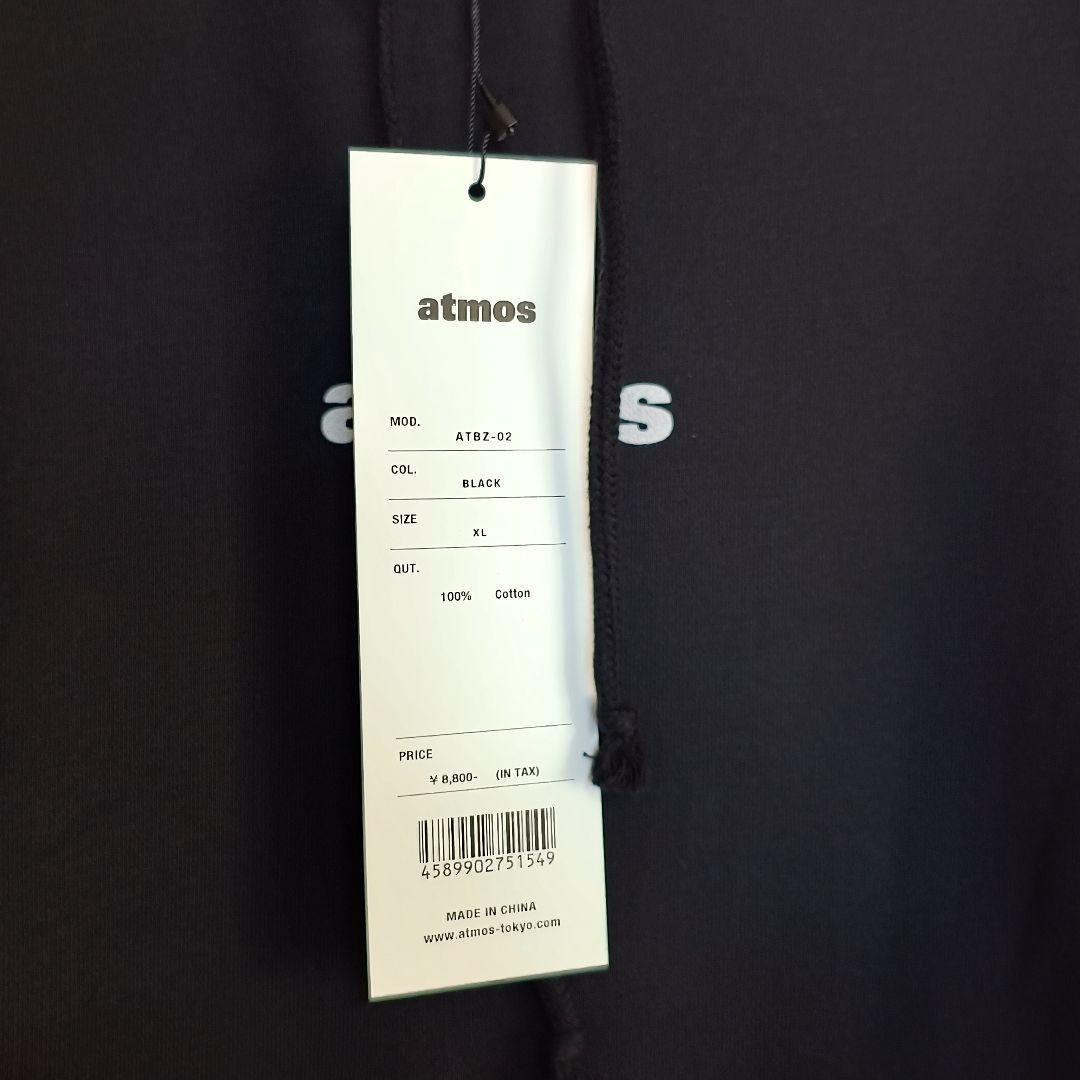 atmos
a s
MOD.
ATBZ-02
COL.
BLACK
SIZE
XL
QUT.
100% Cotton
PRICE
¥ 8,800- (IN TAX)
4589902751549
MADE IN CHINA
www.atmos-tokyo.com